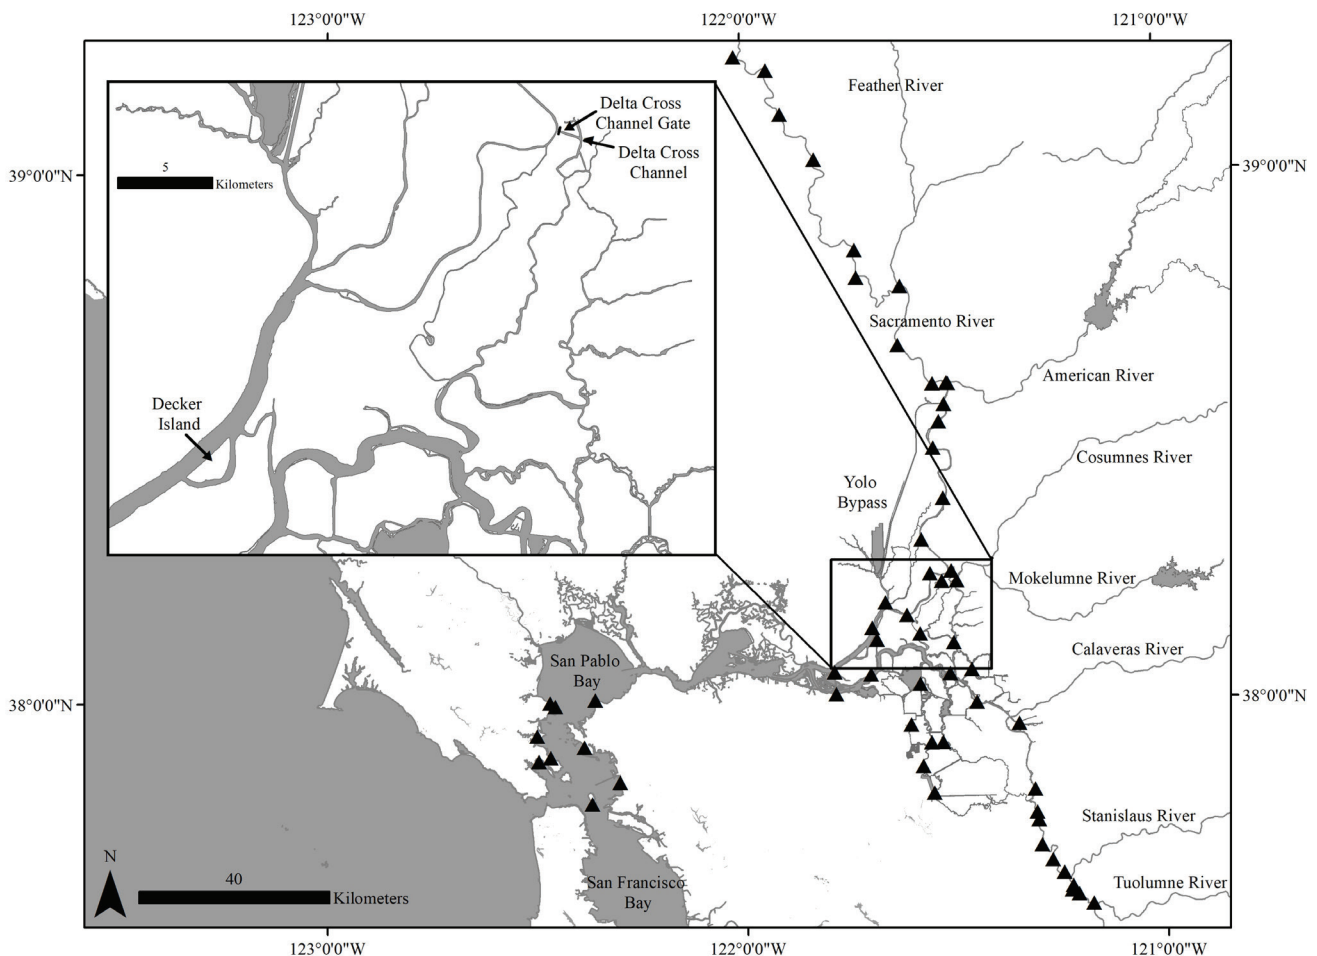 123°0'0"W
122°0'0"W
121°0'0"W
Feather River
Delta Cross
Channel Gate
Delta Cross
Channel
5
Kilometers
39°0'0"N
39°0'0"N
Sacramento River
American River
Decker
Island
Cosumnes River
Yolo
Bypass
Mokelumne River
Calaveras River
San Pablo
Bay
38°0'0"N
38°0'0"N
Stanislaus River
N
40
Kilometers
San Francisco
Bay
Tuolumne River
123°0'0"W
122°0'0"W
121°0'0"W